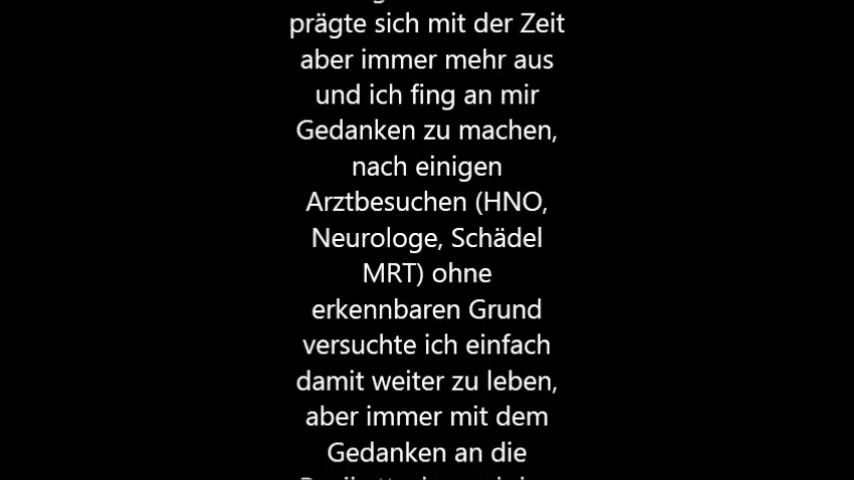 prägte sich mit der Zeit
aber immer mehr aus
und ich fing an mir
Gedanken zu machen,
nach einigen
Arztbesuchen (HNO,
Neurologe, Schädel
MRT) ohne
erkennbaren Grund
versuchte ich einfach
damit weiter zu leben,
aber immer mit dem
Gedanken an die